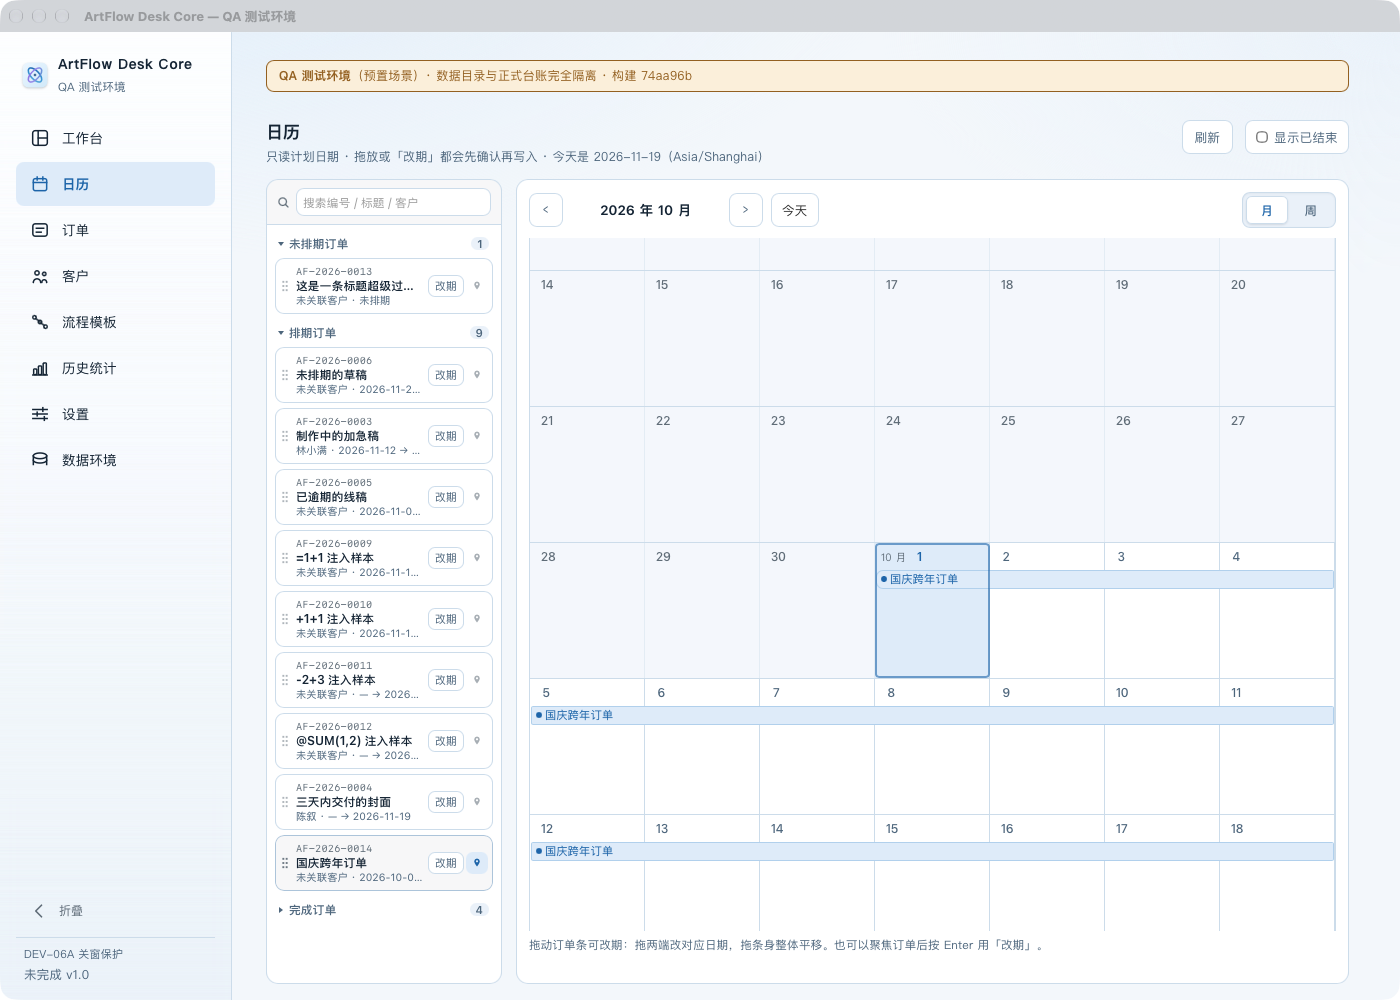 ArtFlow Desk Core — QA 测试环境
ArtFlow Desk Core
QA 测试环境
工作台
日历
订单
客户
流程模板
历史统计
设置
数据环境
折叠
DEV-06A 关窗保护
未完成 v1.0
QA 测试环境（预置场景）· 数据目录与正式台账完全隔离 · 构建 74aa96b
日历
只读计划日期 · 拖放或「改期」都会先确认再写入 · 今天是 2026-11-19（Asia/Shanghai）
刷新
显示已结束
搜索编号 / 标题 / 客户
未排期订单 1
AF-2026-0013
这是一条标题超级过...
未关联客户 · 未排期
改期
排期订单 9
AF-2026-0006
未排期的草稿
未关联客户 · 2026-11-2...
改期
AF-2026-0003
制作中的加急稿
林小满 · 2026-11-12 → ...
改期
AF-2026-0005
已逾期的线稿
未关联客户 · 2026-11-0...
改期
AF-2026-0009
=1+1 注入样本
未关联客户 · 2026-11-1...
改期
AF-2026-0010
+1+1 注入样本
未关联客户 · 2026-11-1...
改期
AF-2026-0011
-2+3 注入样本
未关联客户 · — → 2026...
改期
AF-2026-0012
@SUM(1,2) 注入样本
未关联客户 · — → 2026...
改期
AF-2026-0004
三天内交付的封面
陈叙 · — → 2026-11-19
改期
AF-2026-0014
国庆跨年订单
未关联客户 · 2026-10-0...
改期
完成订单 4
< 2026 年 10 月 > 今天
月 周
14 15 16 17 18 19 20
21 22 23 24 25 26 27
28 29 30 10 月 1 2 3 4
国庆跨年订单
5 6 7 8 9 10 11
国庆跨年订单
12 13 14 15 16 17 18
国庆跨年订单
拖动订单条可改期：拖两端改对应日期，拖条身整体平移。也可以聚焦订单后按 Enter 用「改期」。